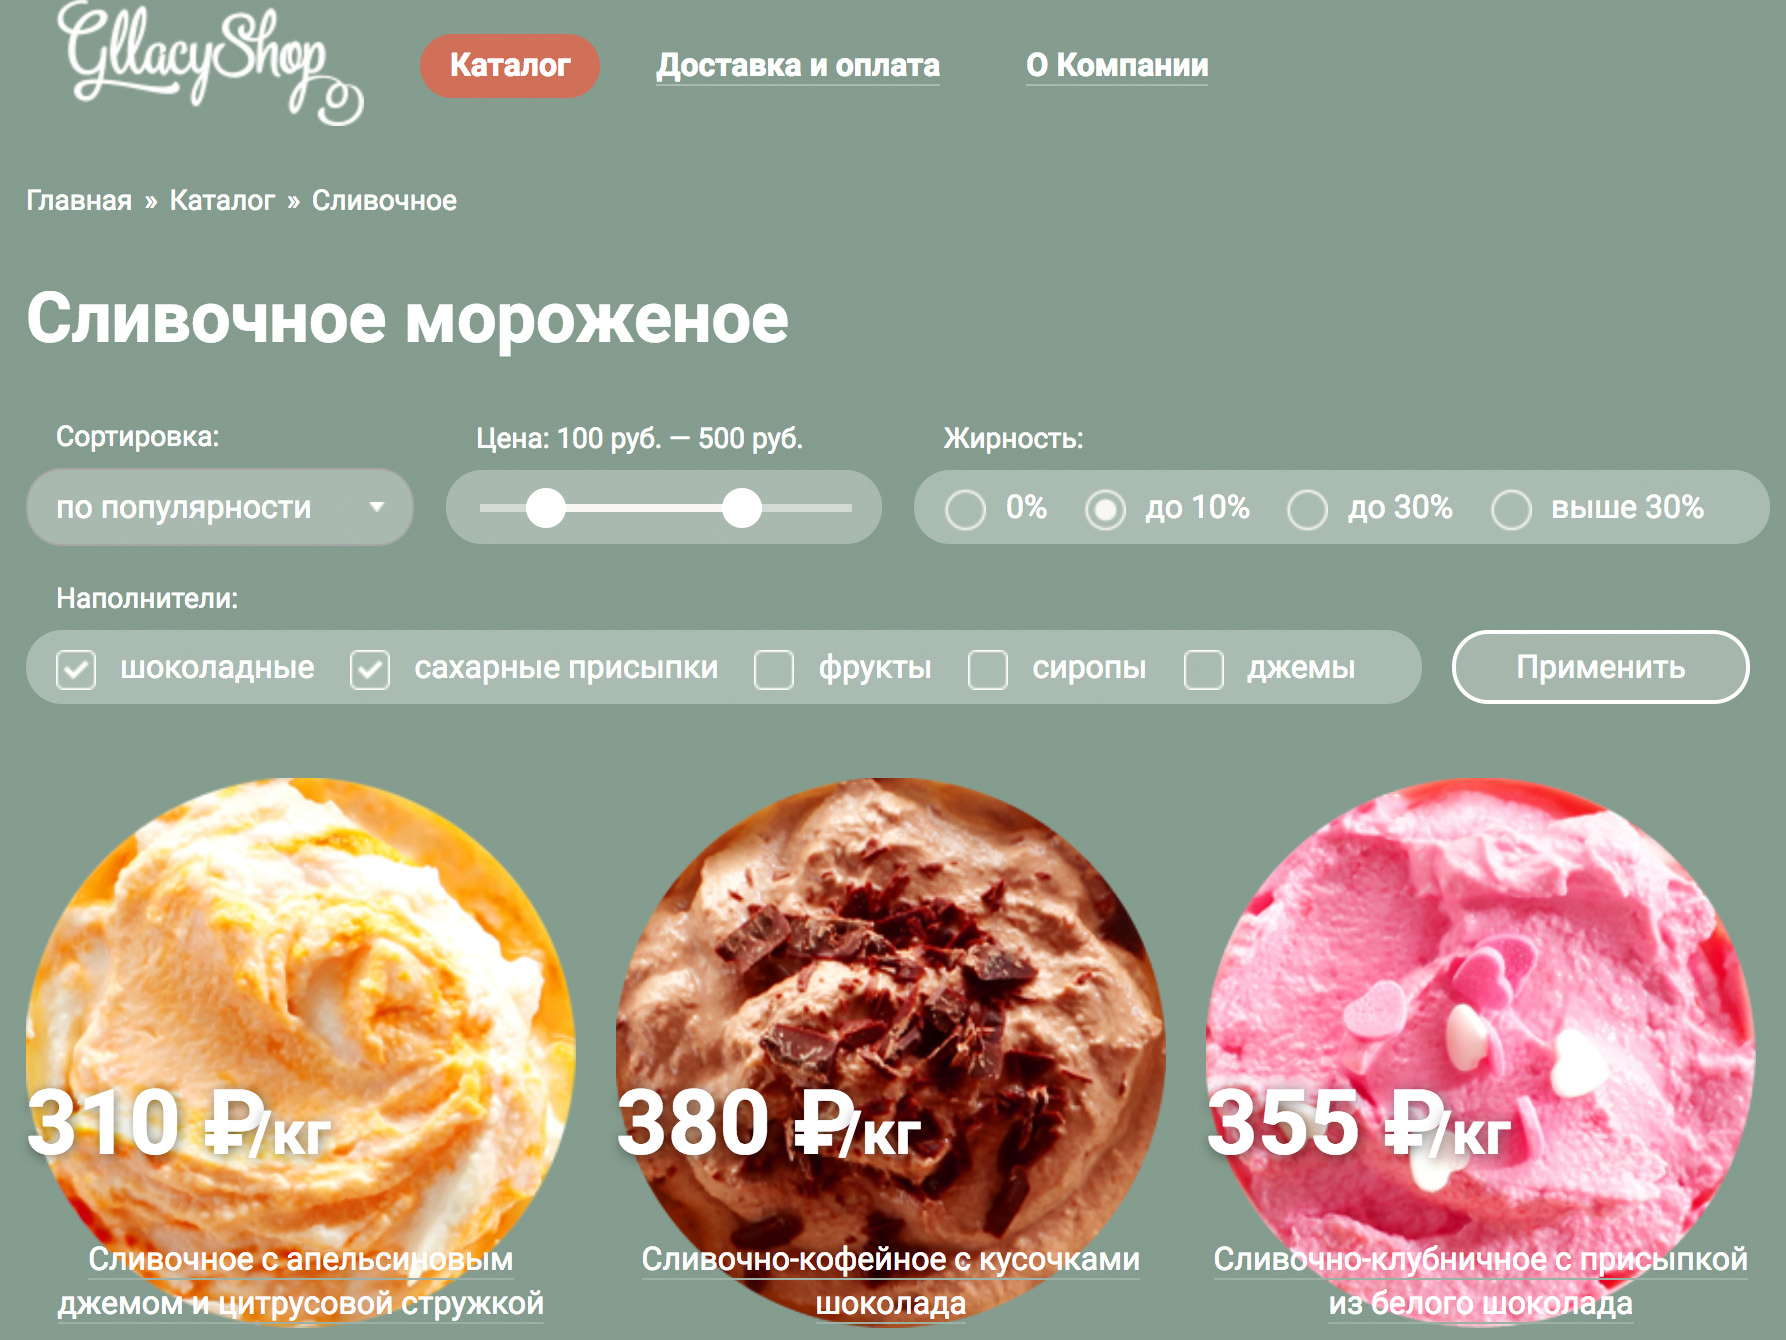 GllacyShop
Каталог Доставка и оплата О Компании
Главная » Каталог » Сливочное
Сливочное мороженое
Сортировка: Цена: 100 руб. — 500 руб. Жирность:
по популярности 0% до 10% до 30% выше 30%
Наполнители:
шоколадные сахарные присыпки фрукты сиропы джемы Применить
310 ₽/кг 380 ₽/кг 355 ₽/кг
Сливочное с апельсиновым
джемом и цитрусовой стружкой
Сливочно-кофейное с кусочками
шоколада
Сливочно-клубничное с присыпкой
из белого шоколада